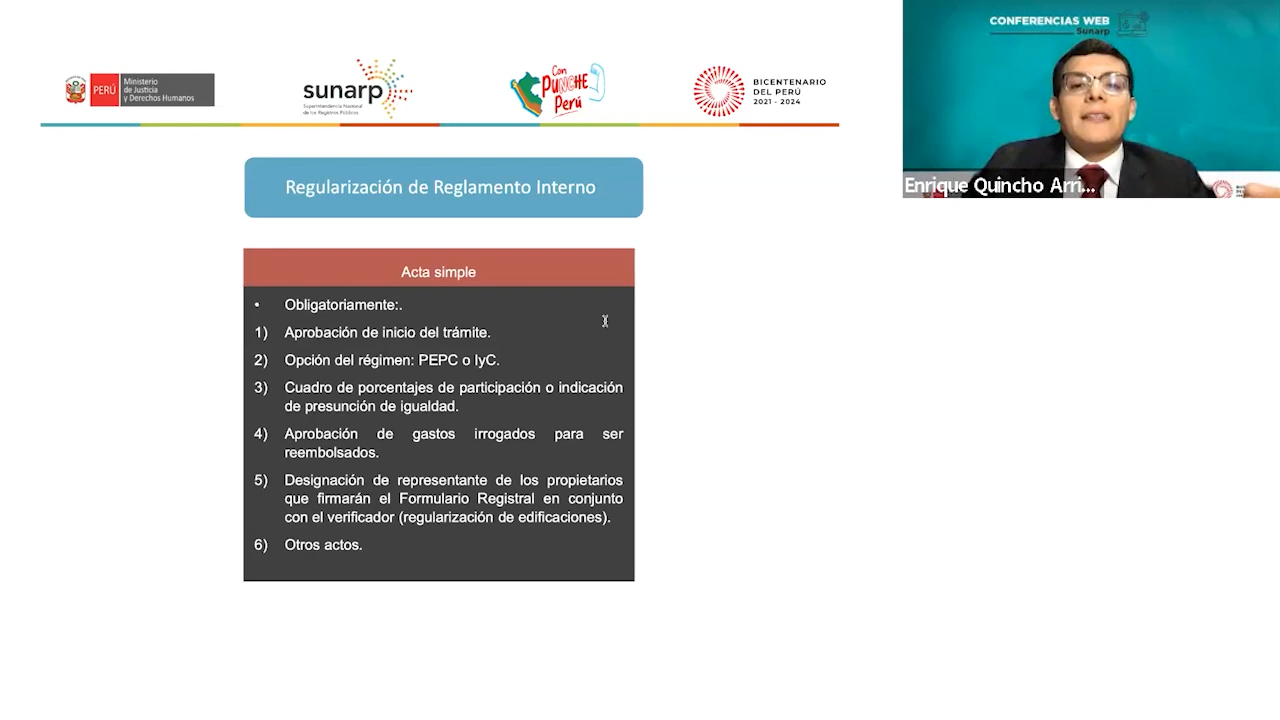 PERÚ
Ministerio
de Justicia
y Derechos Humanos
sunarp
Superintendencia Nacional
de los Registros Públicos
Con
PUNCHE
Perú
BICENTENARIO
DEL PERÚ
2021 - 2024
CONFERENCIAS WEB
Sunarp
Enrique Quincho Arri...
Regularización de Reglamento Interno
Acta simple
• Obligatoriamente:.
1) Aprobación de inicio del trámite.
2) Opción del régimen: PEPC o IyC.
3) Cuadro de porcentajes de participación o indicación
de presunción de igualdad.
4) Aprobación de gastos irrogados para ser
reembolsados.
5) Designación de representante de los propietarios
que firmarán el Formulario Registral en conjunto
con el verificador (regularización de edificaciones).
6) Otros actos.